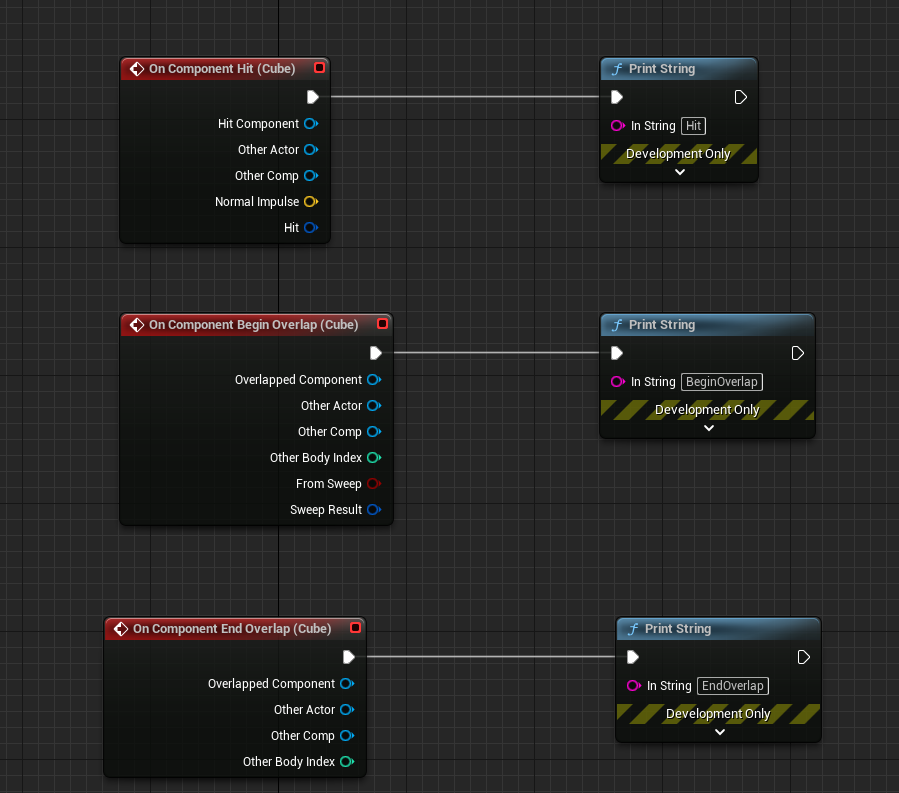 On Component Hit (Cube)
Hit Component
Other Actor
Other Comp
Normal Impulse
Hit
Print String
In String Hit
Development Only
On Component Begin Overlap (Cube)
Overlapped Component
Other Actor
Other Comp
Other Body Index
From Sweep
Sweep Result
Print String
In String BeginOverlap
Development Only
On Component End Overlap (Cube)
Overlapped Component
Other Actor
Other Comp
Other Body Index
Print String
In String EndOverlap
Development Only